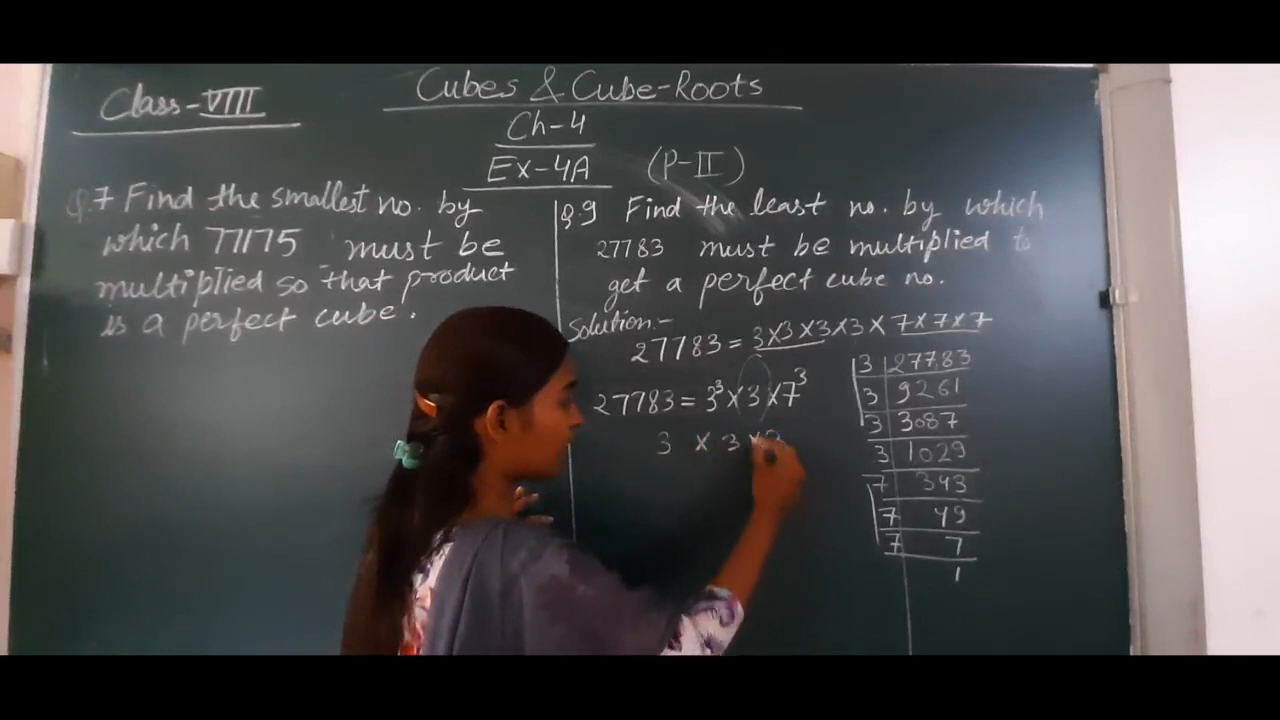 Class-VIII
Cubes & Cube-Roots
Ch-4
Ex-4A (P-II)
Q.7 Find the smallest no. by
which 77175 must be
multiplied so that product
is a perfect cube.
Q.9 Find the least no. by which
27783 must be multiplied to
get a perfect cube no.
Solution:-
27783 = 3×3×3×3×7×7×7
27783 = 3³×3×7³
3 × 3 ×
3 27783
3 9261
3 3087
3 1029
7 343
7 49
7 7
1